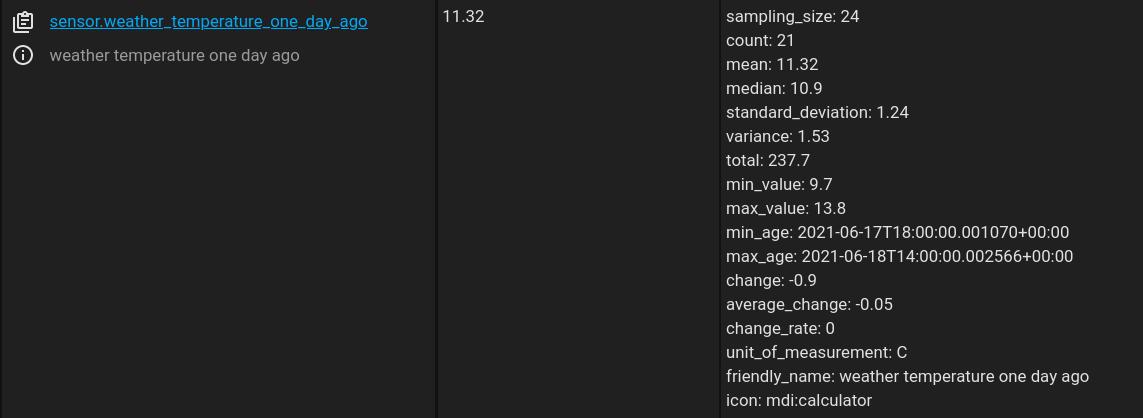 sensor.weather_temperature_one_day_ago
weather temperature one day ago
11.32
sampling_size: 24
count: 21
mean: 11.32
median: 10.9
standard_deviation: 1.24
variance: 1.53
total: 237.7
min_value: 9.7
max_value: 13.8
min_age: 2021-06-17T18:00:00.001070+00:00
max_age: 2021-06-18T14:00:00.002566+00:00
change: -0.9
average_change: -0.05
change_rate: 0
unit_of_measurement: C
friendly_name: weather temperature one day ago
icon: mdi:calculator